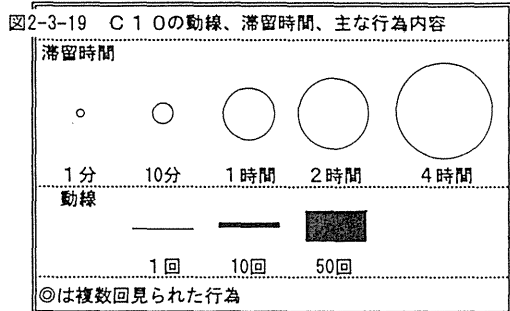 図2-3-19 C10の動線、滞留時間、主な行為内容
滞留時間
1分 10分 1時間 2時間 4時間
動線
1回 10回 50回
◎は複数回見られた行為